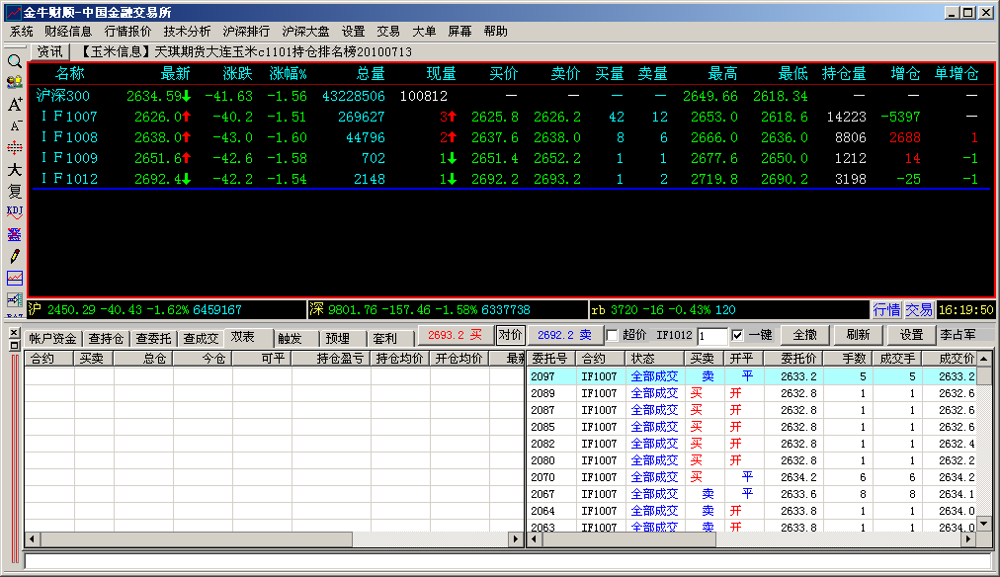 金牛财顺-中国金融交易所
系统 财经信息 行情报价 技术分析 沪深排行 沪深大盘 设置 交易 大单 屏幕 帮助
资讯 【玉米信息】天琪期货大连玉米c1101持仓排名榜20100713
名称 最新 涨跌 涨幅% 总量 现量 买价 卖价 买量 卖量 最高 最低 持仓量 增仓 单增仓
沪深300 2634.59↓ -41.63 -1.56 43228506 100812 — — — — 2649.66 2618.34 — — —
ＩＦ1007 2626.0↑ -40.2 -1.51 269627 3↑ 2625.8 2626.2 42 12 2653.0 2618.6 14223 -5397 —
ＩＦ1008 2638.0↑ -43.0 -1.60 44796 2↑ 2637.6 2638.0 8 6 2666.0 2636.0 8806 2688 1
ＩＦ1009 2651.6↑ -42.6 -1.58 702 1↓ 2651.4 2652.2 1 1 2677.6 2650.0 1212 14 -1
ＩＦ1012 2692.4↓ -42.2 -1.54 2148 1↓ 2692.2 2693.2 1 2 2719.8 2690.2 3198 -25 -1
A+
A-
大
复
KDJ
沪 2450.29 -40.43 -1.62% 6459167 深 9801.76 -157.46 -1.58% 6337738 rb 3720 -16 -0.43% 120 行情 交易 16:19:50
帐户资金 查持仓 查委托 查成交 双表 触发 预埋 套利 2693.2 买 对价 2692.2 卖 超价 IF1012 1 一键 全撤 刷新 设置 李占军
合约 买卖 总仓 今仓 可平 持仓盈亏 持仓均价 开仓均价 最新
委托号 合约 状态 买卖 开平 委托价 手数 成交手 成交价
2097 IF1007 全部成交 卖 平 2633.2 5 5 2633.2
2089 IF1007 全部成交 买 开 2632.8 1 1 2632.6
2087 IF1007 全部成交 买 开 2632.8 1 1 2632.6
2085 IF1007 全部成交 买 开 2632.8 1 1 2632.6
2082 IF1007 全部成交 买 开 2632.8 1 1 2632.4
2080 IF1007 全部成交 买 开 2632.8 1 1 2632.2
2070 IF1007 全部成交 买 平 2634.2 6 6 2634.2
2067 IF1007 全部成交 卖 平 2633.6 8 8 2634.1
2064 IF1007 全部成交 卖 开 2633.8 1 1 2634.0
2063 IF1007 全部成交 卖 开 2633.8 1 1 2634.0